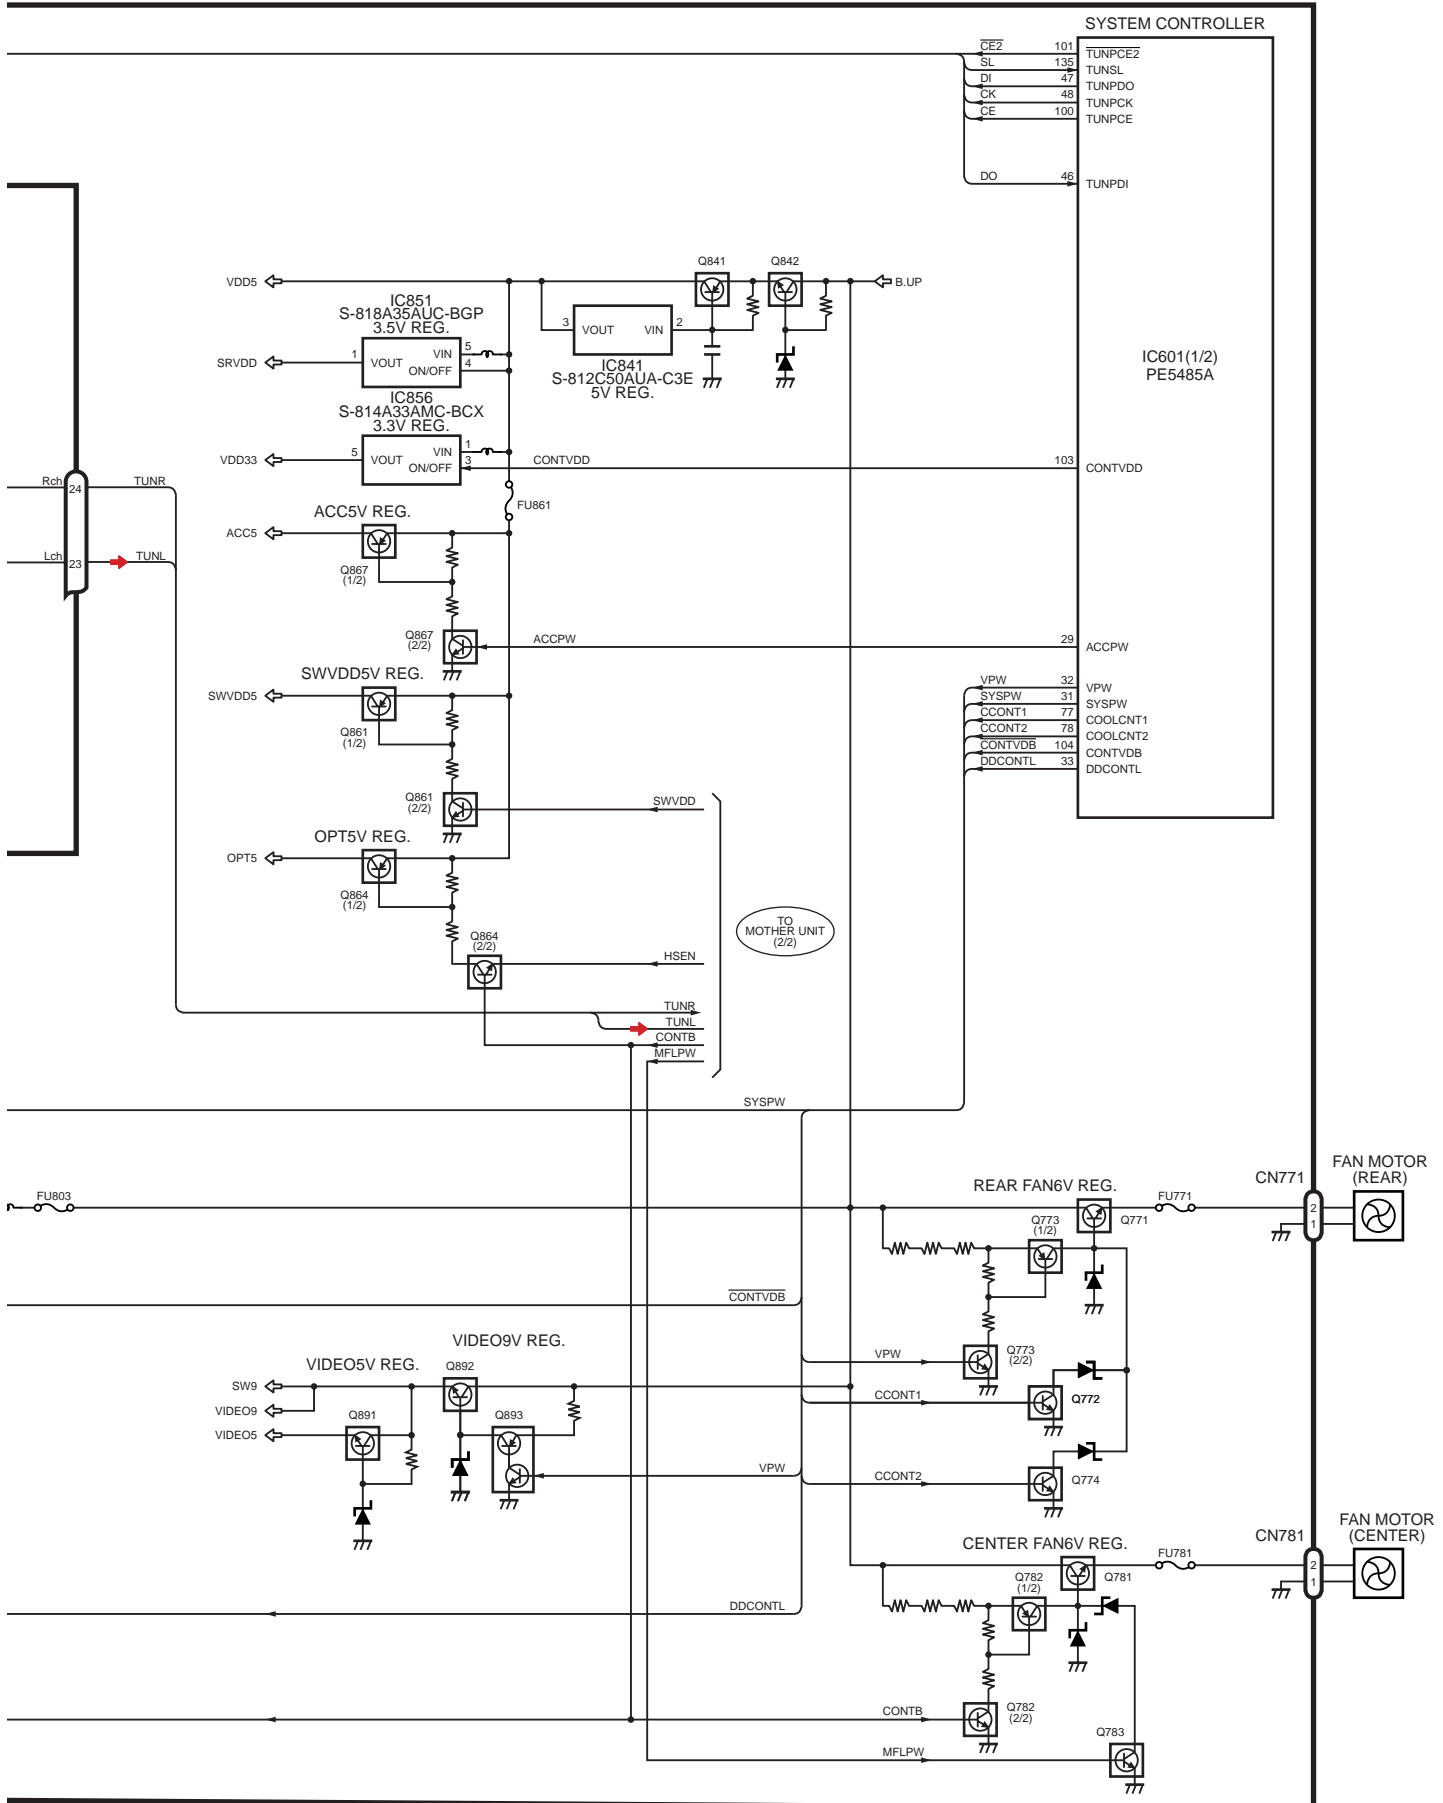 SYSTEM CONTROLLER
CE2 101 TUNPCE2
SL 135 TUNSL
DI 47 TUNPDO
CK 48 TUNPCK
CE 100 TUNPCE
DO 46 TUNPDI
Q841 Q842
VDD5 B.UP
IC851
S-818A35AUC-BGP
3.5V REG.
3 VOUT VIN 2
SRVDD 1 VOUT VIN 5
ON/OFF 4
IC841
S-812C50AUA-C3E
5V REG.
IC601(1/2)
PE5485A
IC856
S-814A33AMC-BCX
3.3V REG.
VDD33 5 VOUT VIN 1
ON/OFF 3 CONTVDD 103 CONTVDD
Rch 24 TUNR
FU861
ACC5V REG.
ACC5
Lch 23 TUNL
Q867
(1/2)
Q867
(2/2)
ACCPW 29 ACCPW
SWVDD5V REG.
VPW 32 VPW
SYSPW 31 SYSPW
CCONT1 77 COOLCNT1
CCONT2 78 COOLCNT2
CONTVDB 104 CONTVDB
DDCONTL 33 DDCONTL
SWVDD5
Q861
(1/2)
Q861
(2/2)
SWVDD
OPT5V REG.
OPT5
Q864
(1/2)
Q864
(2/2)
TO
MOTHER UNIT
(2/2)
HSEN
TUNR
TUNL
CONTB
MFLPW
SYSPW
FAN MOTOR
(REAR)
CN771
REAR FAN6V REG.
FU803
Q773
(1/2)
Q771
FU771
2
1
CONTVDB
VIDEO9V REG.
VIDEO5V REG.
VPW
Q773
(2/2)
Q892
SW9
VIDEO9
VIDEO5
Q891
Q893
CCONT1
Q772
VPW
CCONT2
Q774
FAN MOTOR
(CENTER)
CN781
CENTER FAN6V REG.
FU781
2
1
Q782
(1/2)
Q781
DDCONTL
CONTB
Q782
(2/2)
Q783
MFLPW